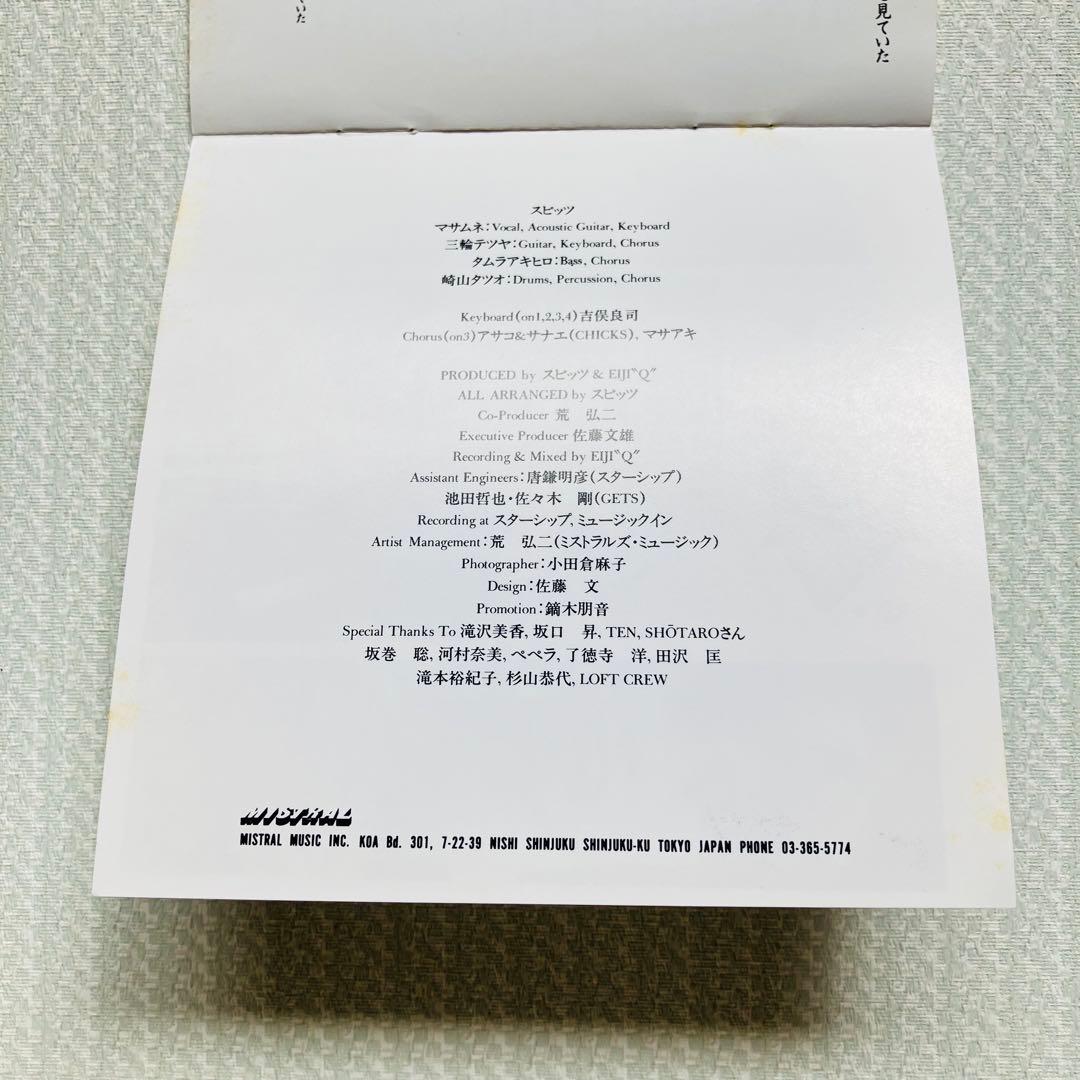 ていた
を見ていた
スピッツ
マサムネ：Vocal, Acoustic Guitar, Keyboard
三輪テツヤ：Guitar, Keyboard, Chorus
タムラアキヒロ：Bass, Chorus
崎山タツオ：Drums, Percussion, Chorus
Keyboard(on1,2,3,4)吉俣良司
Chorus(on3)アサコ&サナエ(CHICKS), マサアキ
PRODUCED by スピッツ & EIJI"Q"
ALL ARRANGED by スピッツ
Co-Producer 荒　弘二
Executive Producer 佐藤文雄
Recording & Mixed by EIJI"Q"
Assistant Engineers：唐鎌明彦(スターシップ)
池田哲也・佐々木　剛(GETS)
Recording at スターシップ, ミュージックイン
Artist Management：荒　弘二(ミストラルズ・ミュージック)
Photographer：小田倉麻子
Design：佐藤　文
Promotion：鏑木朋音
Special Thanks To 滝沢美香, 坂口　昇, TEN, SHŌTAROさん
坂巻　聡, 河村奈美, ペペラ, 了徳寺　洋, 田沢　匡
滝本裕紀子, 杉山恭代, LOFT CREW
MISTRAL
MISTRAL MUSIC INC. KOA Bd. 301, 7-22-39 NISHI SHINJUKU SHINJUKU-KU TOKYO JAPAN PHONE 03-365-5774